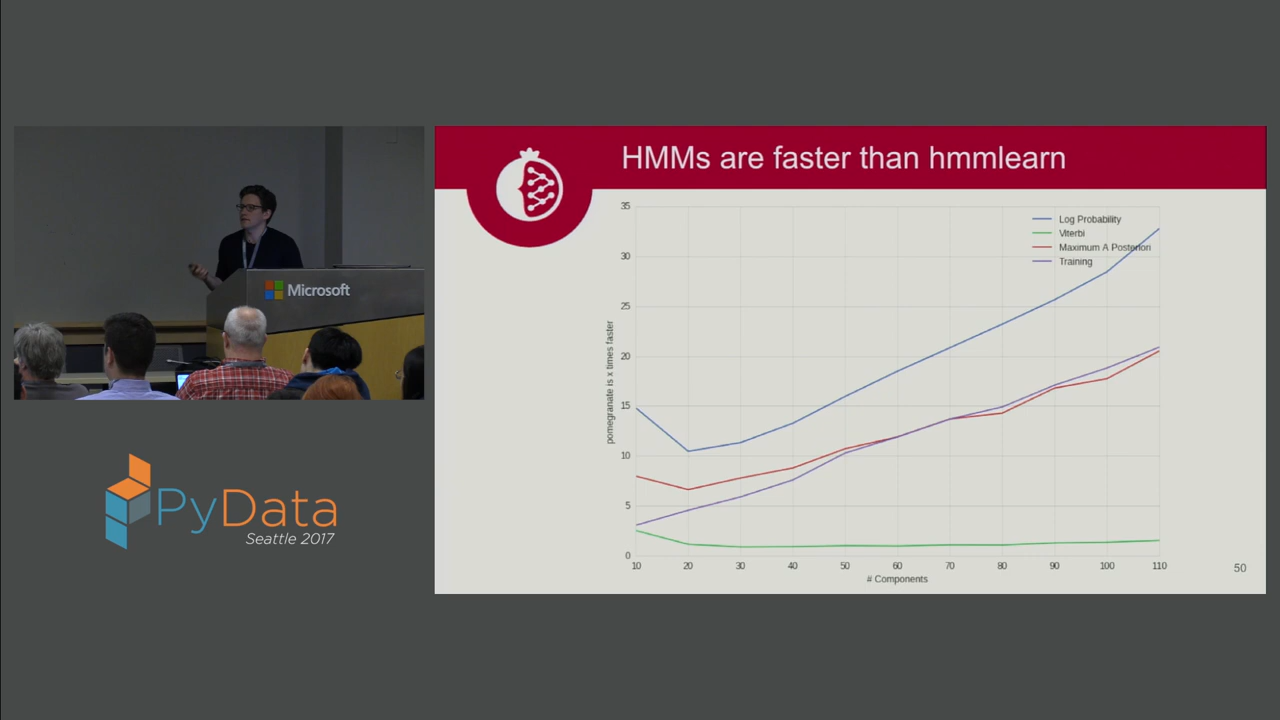 HMMs are faster than hmmlearn
Microsoft
PyData
Seattle 2017
pomegranate is x times faster
35
30
25
20
15
10
5
0
Log Probability
Viterbi
Maximum A Posteriori
Training
10 20 30 40 50 60 70 80 90 100 110
# Components
50